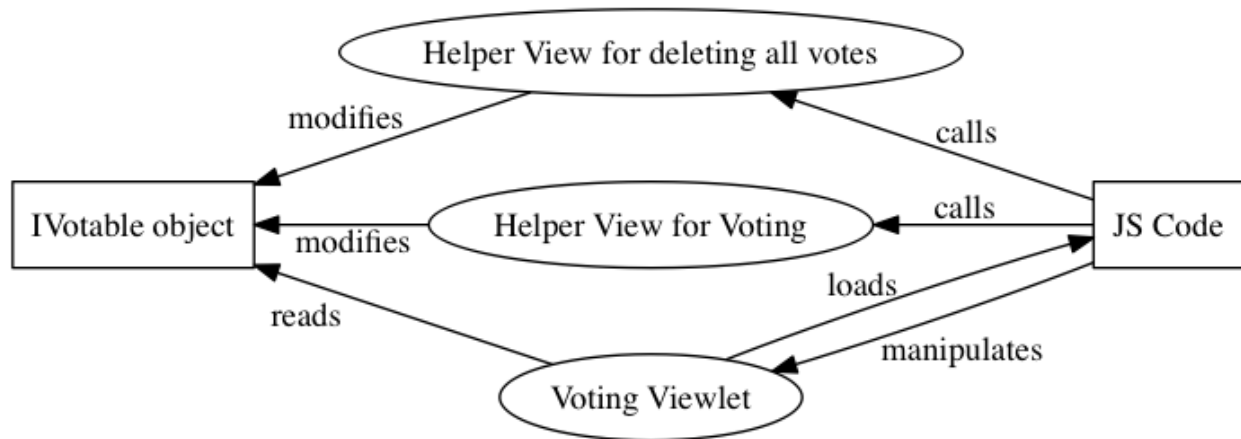 Helper View for deleting all votes
modifies
calls
IVotable object
modifies
Helper View for Voting
calls
JS Code
reads
loads
manipulates
Voting Viewlet